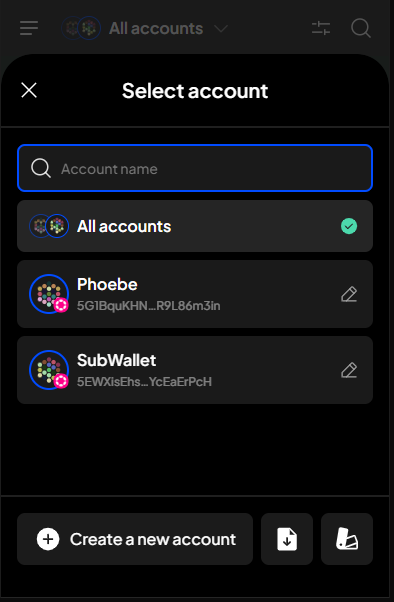 All accounts
Select account
Account name
All accounts
Phoebe
5G1BquKHN...R9L86m3in
SubWallet
5EWXisEhs...YcEaErPcH
Create a new account